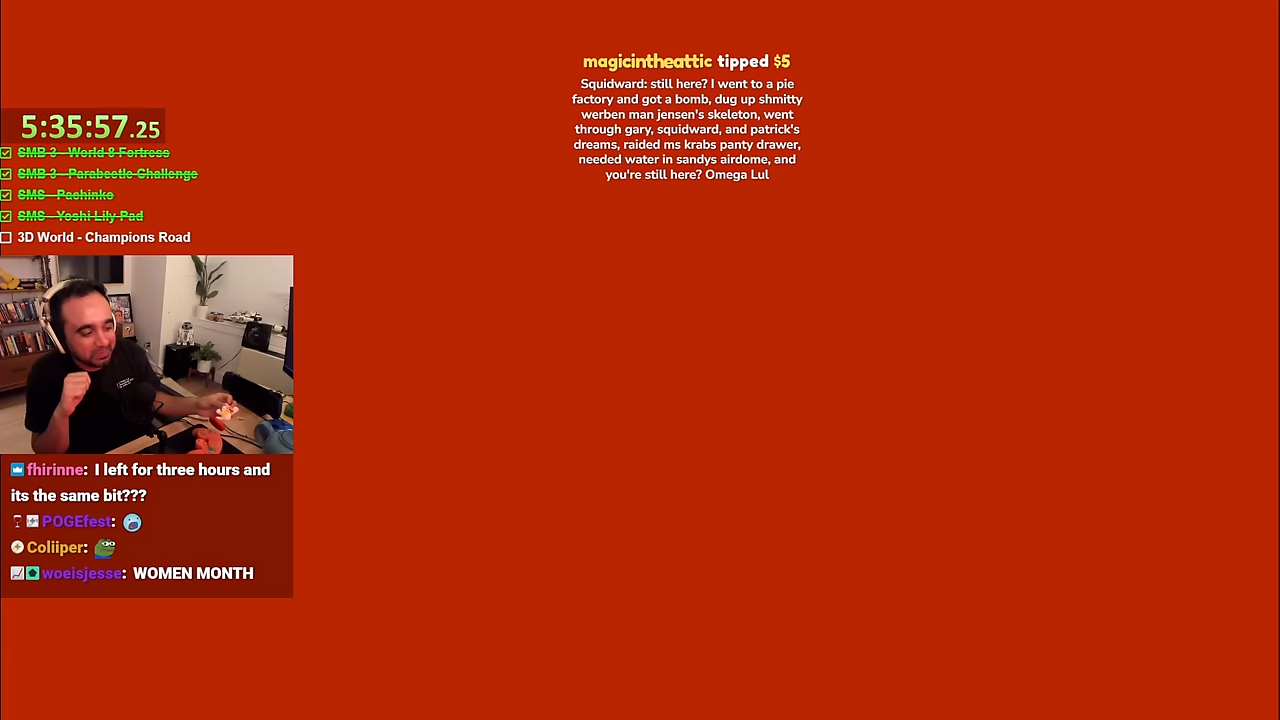 magicintheattic tipped $5
Squidward: still here? I went to a pie
factory and got a bomb, dug up shmitty
werben man jensen's skeleton, went
through gary, squidward, and patrick's
dreams, raided ms krabs panty drawer,
needed water in sandys airdome, and
you're still here? Omega Lul
5:35:57.25
SMB 3 - World 8 Fortress
SMB 3 - Parabeetle Challenge
SMS - Pachinko
SMS - Yoshi Lily Pad
3D World - Champions Road
fhirinne: I left for three hours and
its the same bit???
POGEfest:
Coliiper:
woeisjesse: WOMEN MONTH